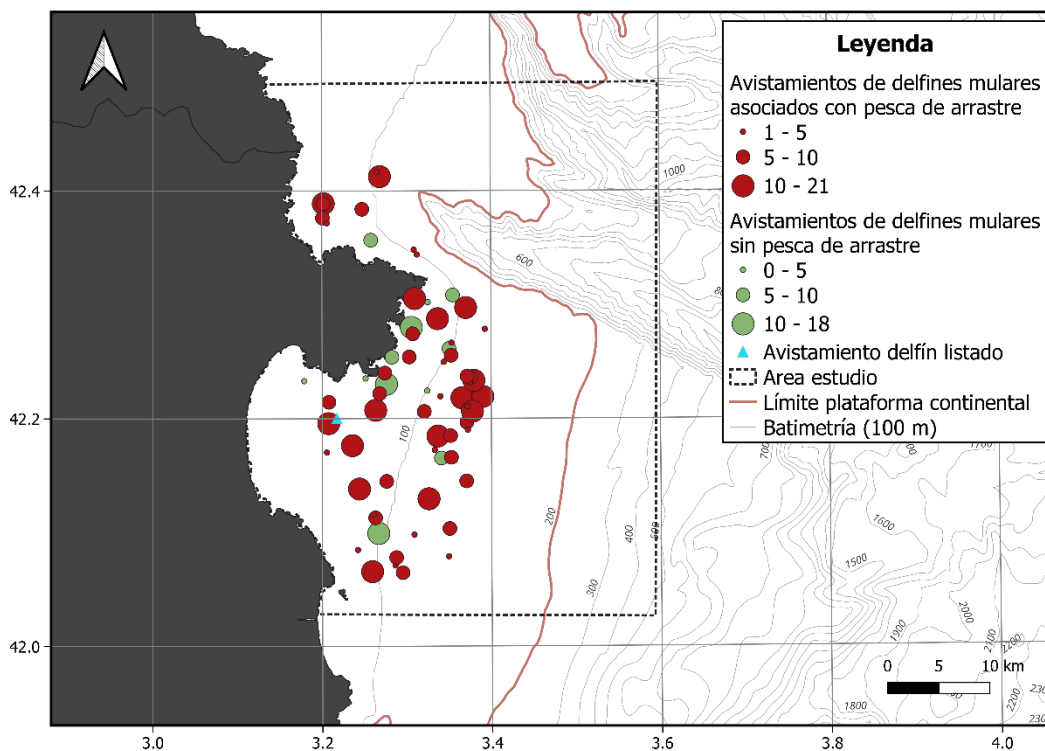 Leyenda
Avistamientos de delfines mulares
asociados con pesca de arrastre
1 - 5
5 - 10
10 - 21
Avistamientos de delfines mulares
sin pesca de arrastre
0 - 5
5 - 10
10 - 18
Avistamiento delfín listado
Area estudio
Límite plataforma continental
Batimetría (100 m)
42.4
42.2
42.0
1000
600
100
200
300
400
600
700
1600
1500
1900
2000
2100
2200
1800
2200
0 5 10 km
3.0 3.2 3.4 3.6 3.8 4.0